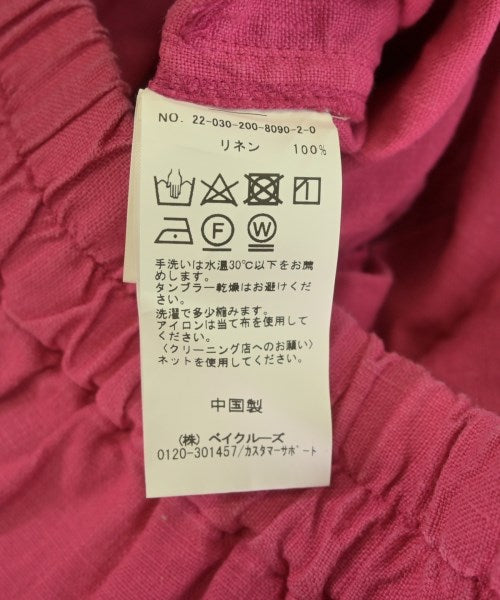 NO. 22-030-200-8090-2-0
リネン 100%
F W
手洗いは水温30℃以下をお薦
めします。
タンブラー乾燥はお避けくだ
さい。
洗濯で多少縮みます。
アイロンは当て布を使用して
ください。
〈クリーニング店へのお願い〉
ネットを使用してください。
中国製
(株) ベイクルーズ
0120-301457/カスタマーサポート